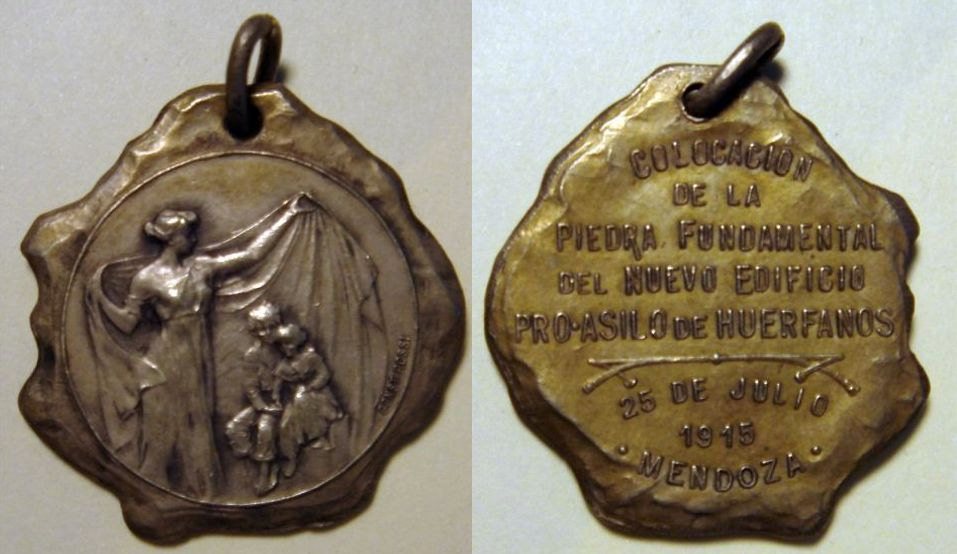 COLOCACION
DE LA
PIEDRA FUNDAMENTAL
DEL NUEVO EDIFICIO
PRO-ASILO DE HUERFANOS
25 DE JULIO
1915
· MENDOZA ·